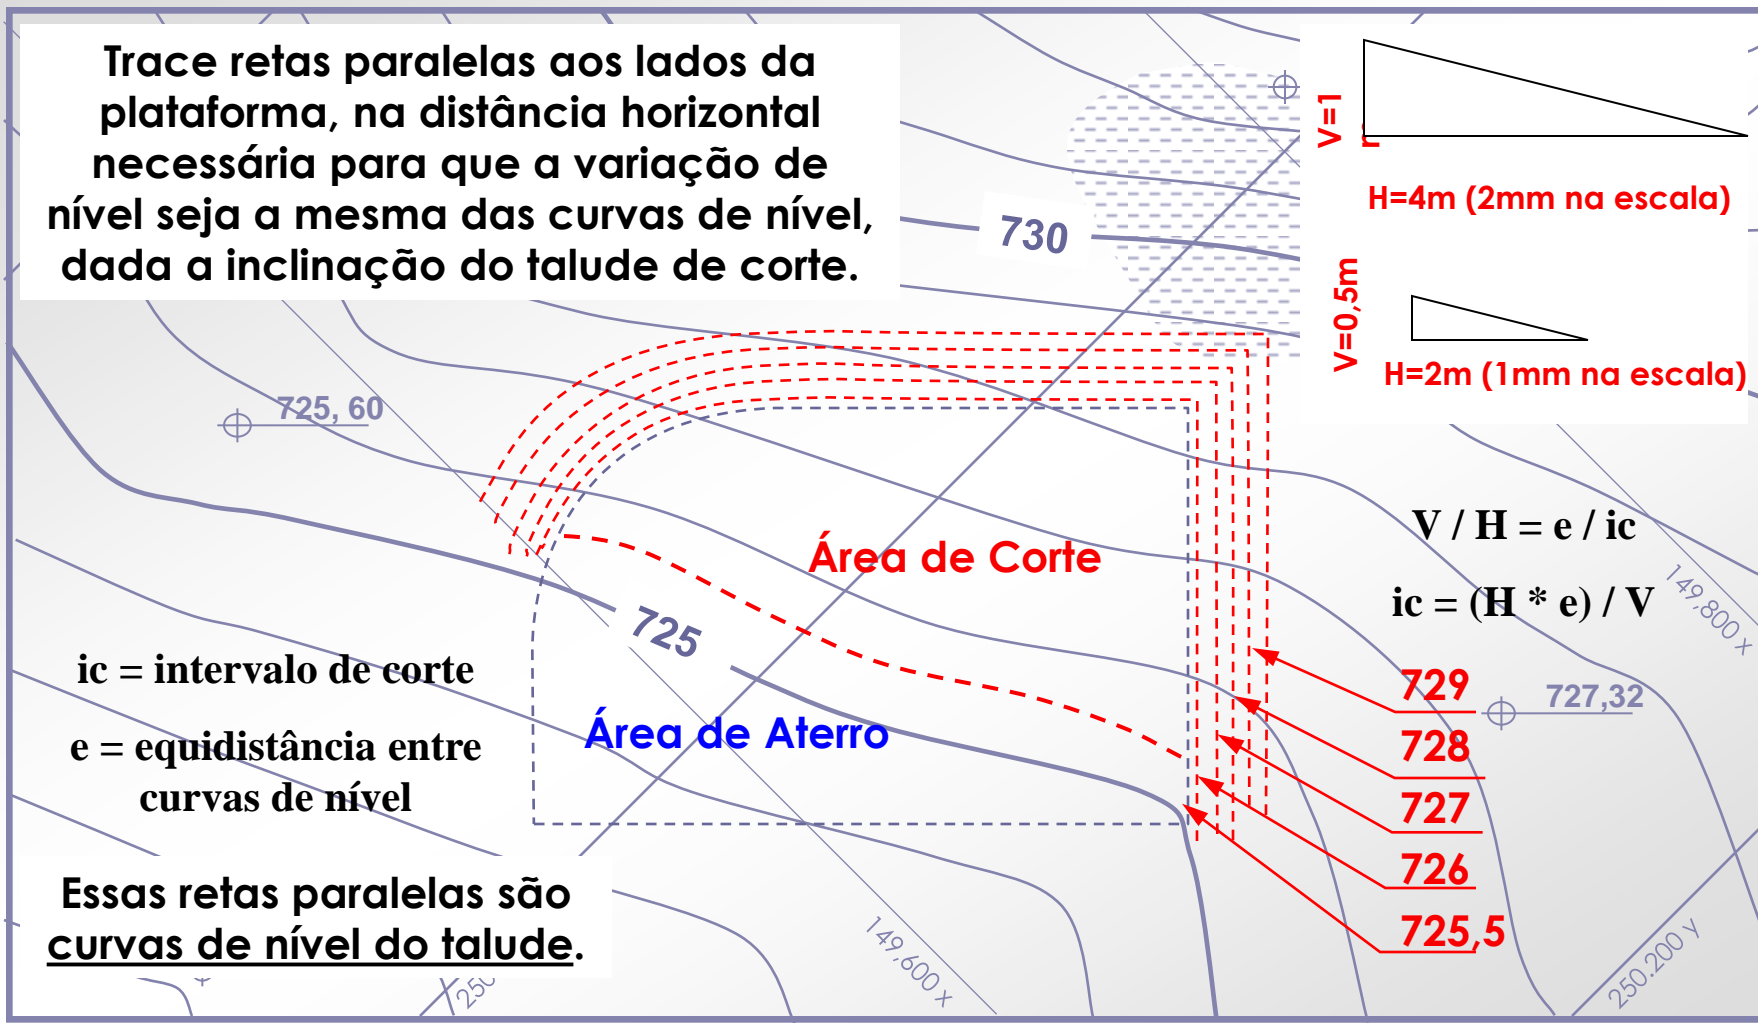 Trace retas paralelas aos lados da
plataforma, na distância horizontal
necessária para que a variação de
nível seja a mesma das curvas de nível,
dada a inclinação do talude de corte.
V=1
H=4m (2mm na escala)
V=0,5m
H=2m (1mm na escala)
730
725, 60
Área de Corte
V / H = e / ic
ic = (H * e) / V
149,800 x
725
ic = intervalo de corte
e = equidistância entre
curvas de nível
Área de Aterro
729
727,32
728
727
726
725,5
Essas retas paralelas são
curvas de nível do talude.
149,600 x
250.200 y